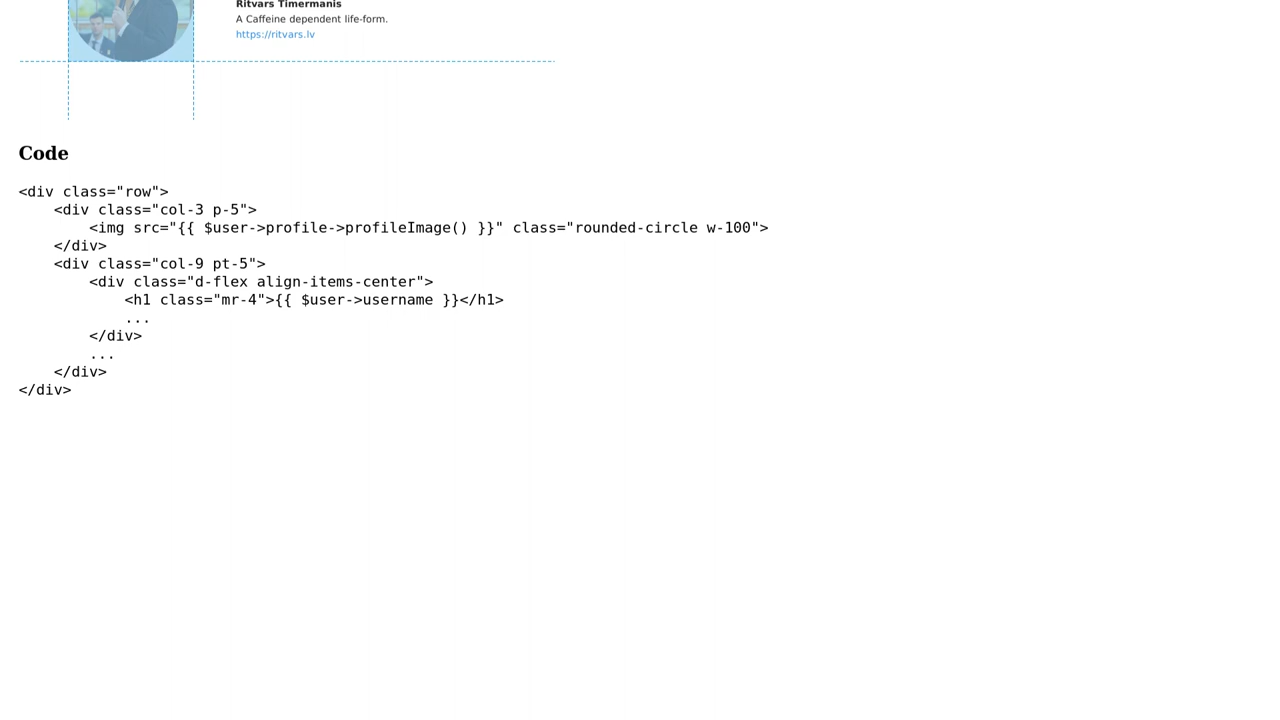 Ritvars Timermanis
A Caffeine dependent life-form.
https://ritvars.lv
Code
<div class="row">
    <div class="col-3 p-5">
        <img src="{{ $user->profile->profileImage() }}" class="rounded-circle w-100">
    </div>
    <div class="col-9 pt-5">
        <div class="d-flex align-items-center">
            <h1 class="mr-4">{{ $user->username }}</h1>
            ...
        </div>
        ...
    </div>
</div>